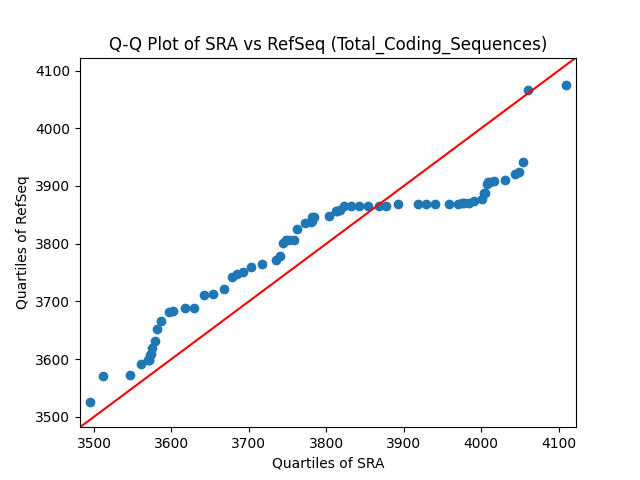 Q-Q Plot of SRA vs RefSeq (Total_Coding_Sequences)
4100
4000
3900
3800
3700
3600
3500
Quartiles of RefSeq
3500 3600 3700 3800 3900 4000 4100
Quartiles of SRA